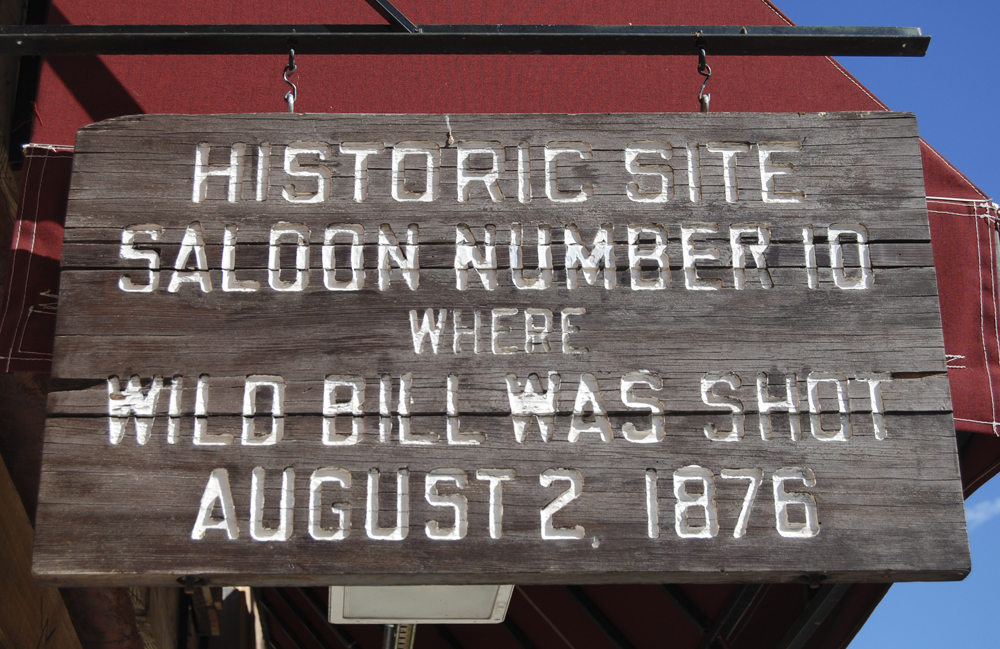 HISTORIC SITE
SALOON NUMBER 10
WHERE
WILD BILL WAS SHOT
AUGUST 2, 1876